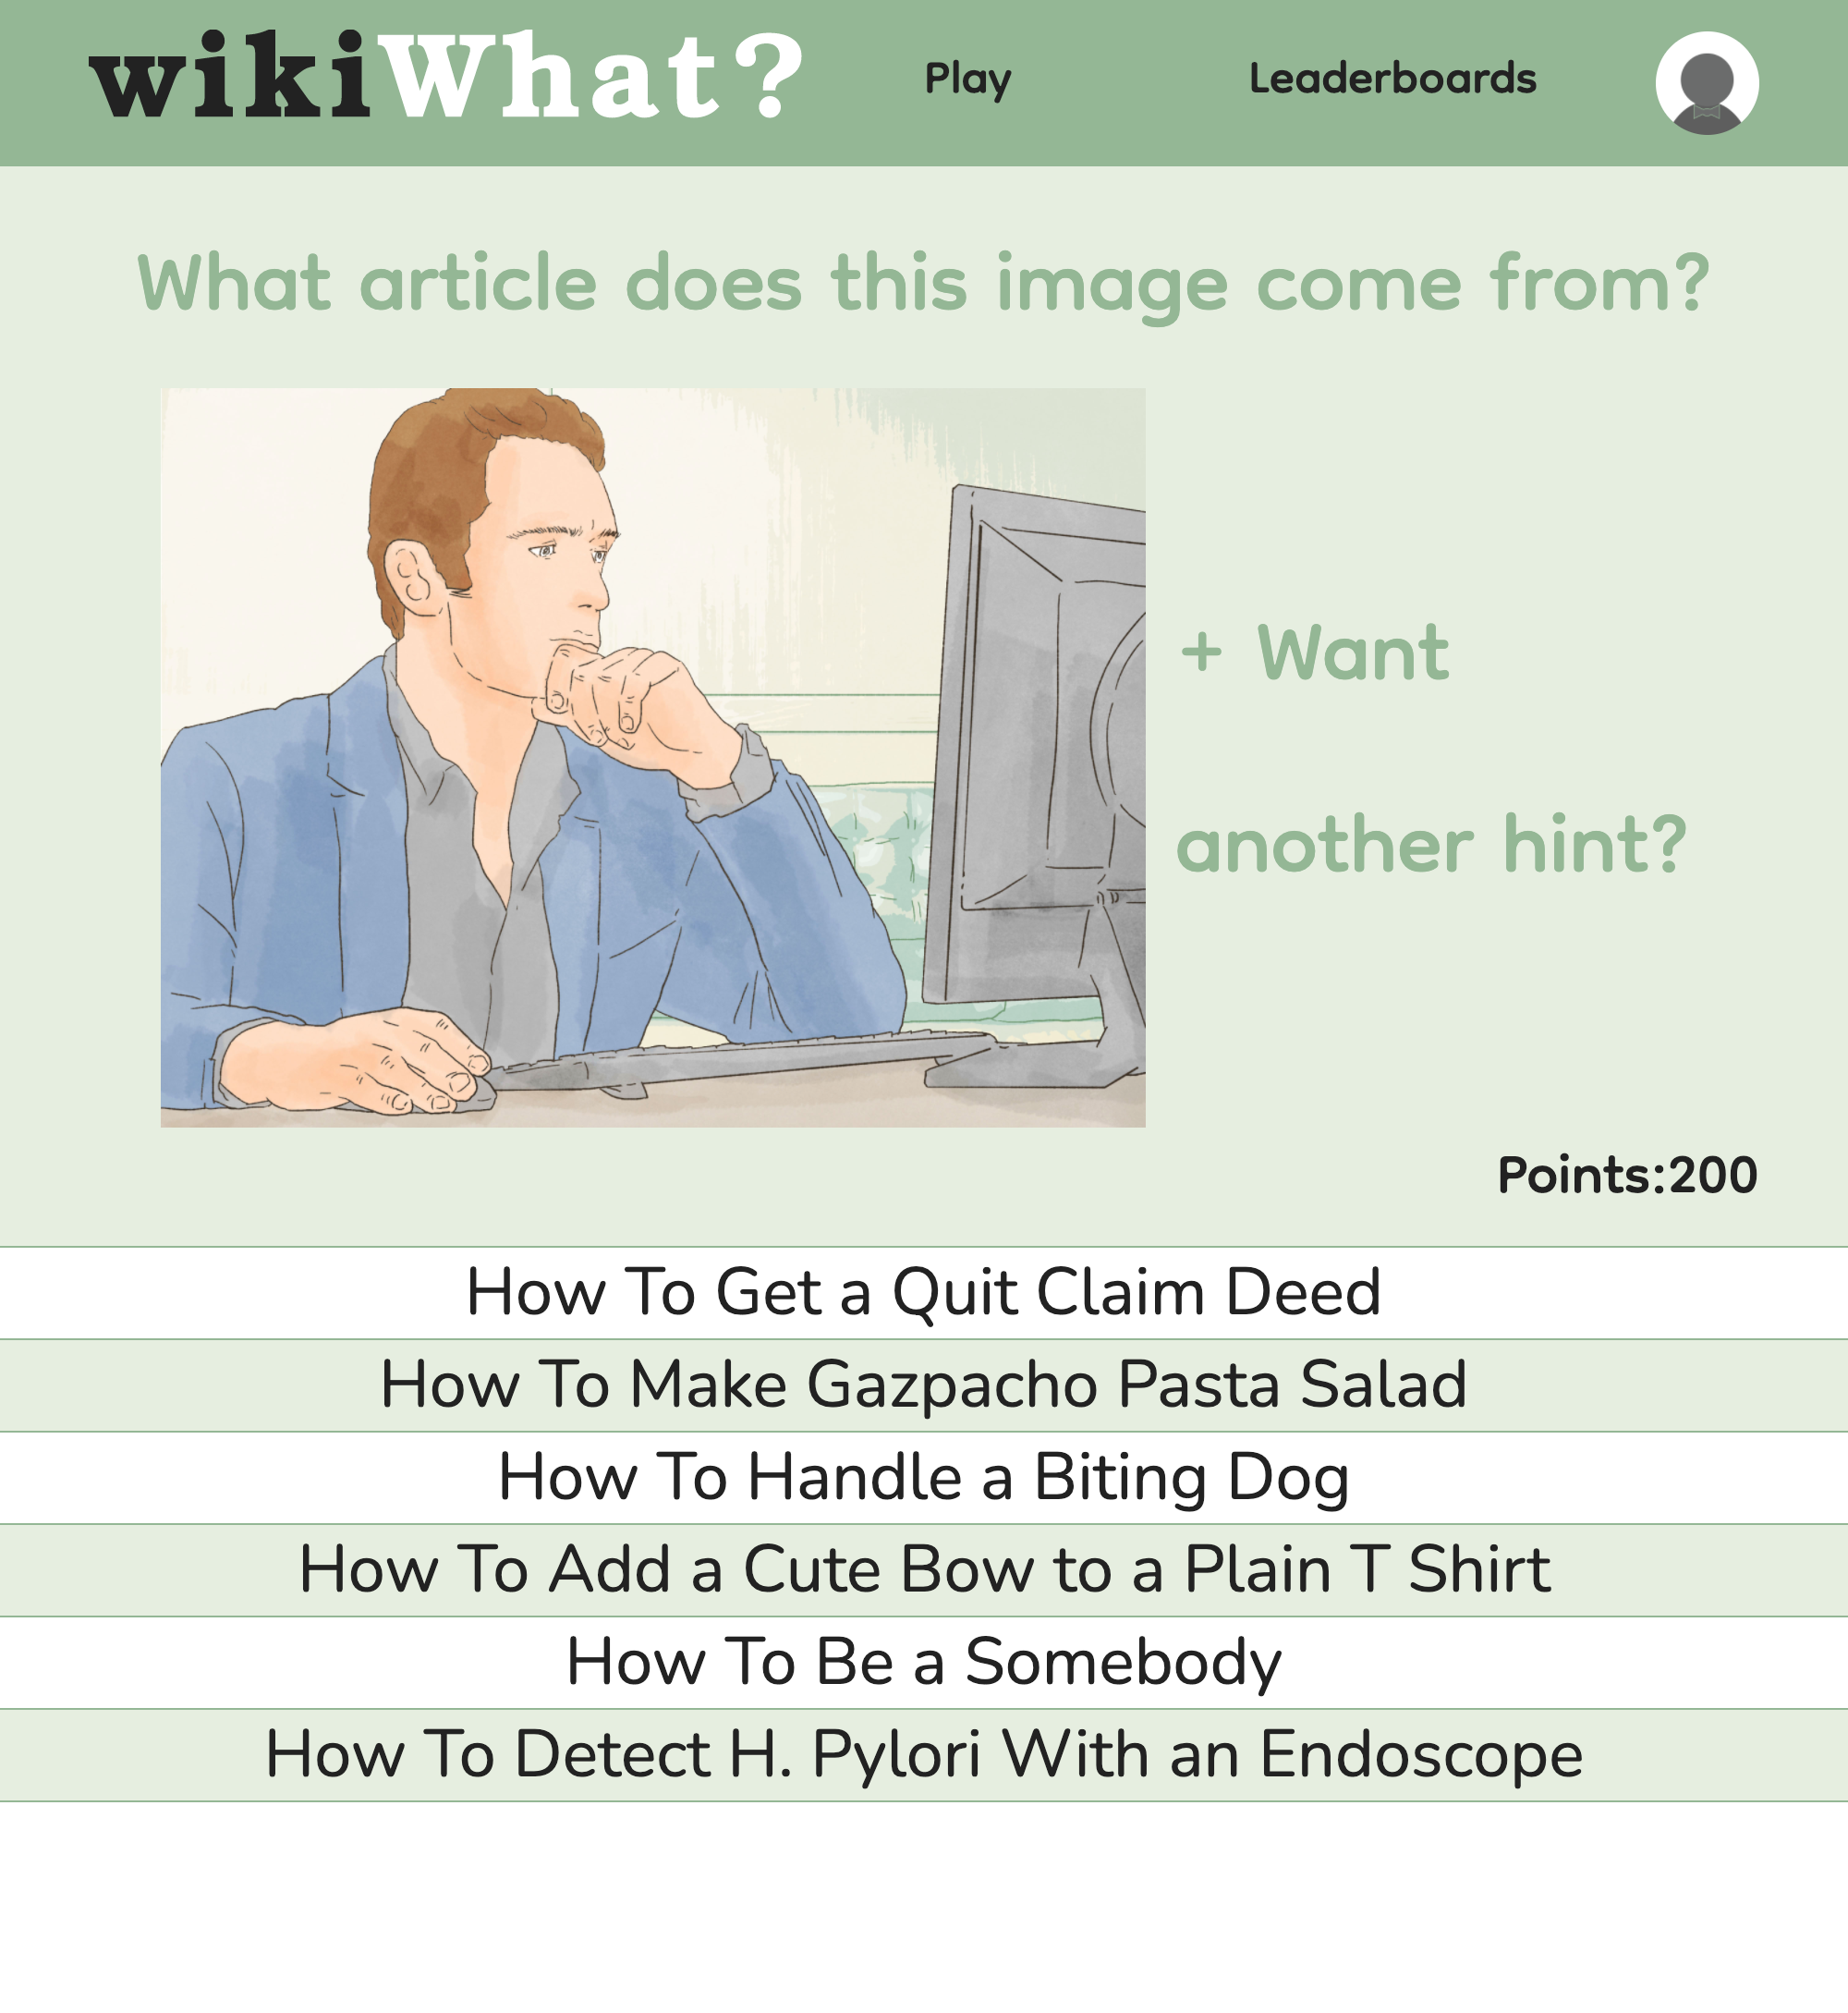 wikiWhat?
Play
Leaderboards
What article does this image come from?
+ Want
another hint?
Points:200
How To Get a Quit Claim Deed
How To Make Gazpacho Pasta Salad
How To Handle a Biting Dog
How To Add a Cute Bow to a Plain T Shirt
How To Be a Somebody
How To Detect H. Pylori With an Endoscope